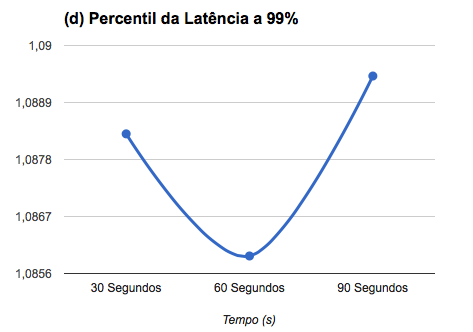 (d) Percentil da Latência a 99%
1,09
1,0889
1,0878
1,0867
1,0856
30 Segundos
60 Segundos
90 Segundos
Tempo (s)